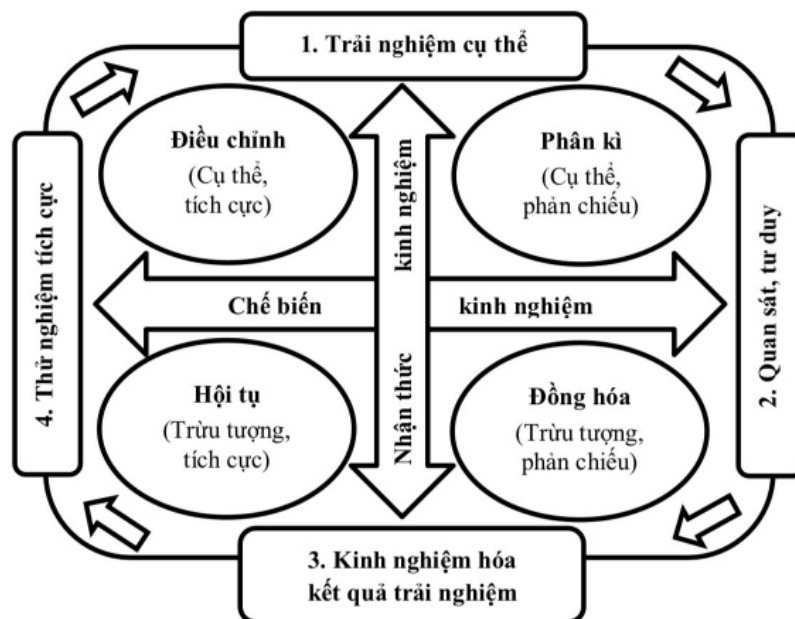 1. Trải nghiệm cụ thể
Điều chỉnh
(Cụ thể,
tích cực)
Phân kì
(Cụ thể,
phản chiếu)
4. Thử nghiệm tích cực
kinh nghiệm
2. Quan sát, tư duy
Chế biến kinh nghiệm
Nhận thức
Hội tụ
(Trừu tượng,
tích cực)
Đồng hóa
(Trừu tượng,
phản chiếu)
3. Kinh nghiệm hóa
kết quả trải nghiệm